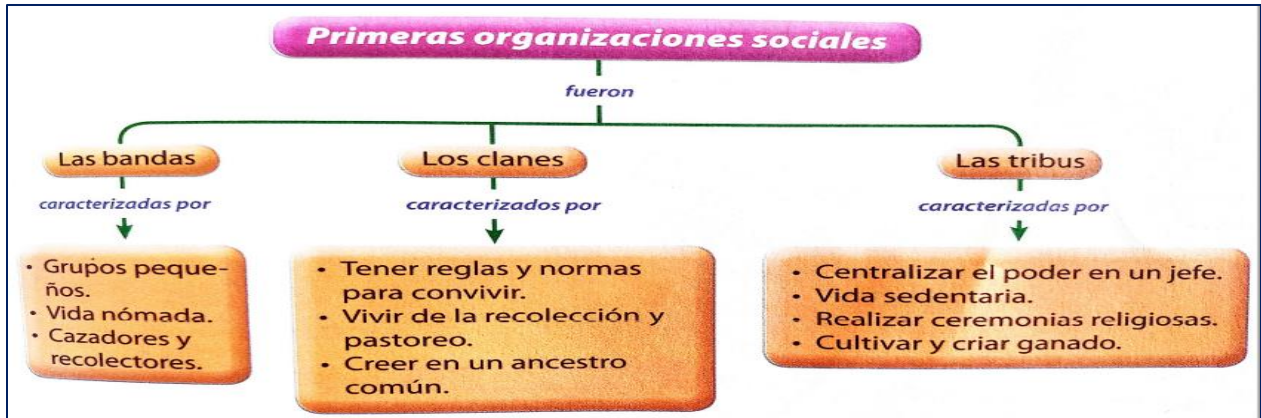 Primeras organizaciones sociales
fueron
Las bandas
caracterizadas por
• Grupos peque-
ños.
• Vida nómada.
• Cazadores y
recolectores.
Los clanes
caracterizados por
• Tener reglas y normas
para convivir.
• Vivir de la recolección y
pastoreo.
• Creer en un ancestro
común.
Las tribus
caracterizadas por
• Centralizar el poder en un jefe.
• Vida sedentaria.
• Realizar ceremonias religiosas.
• Cultivar y criar ganado.